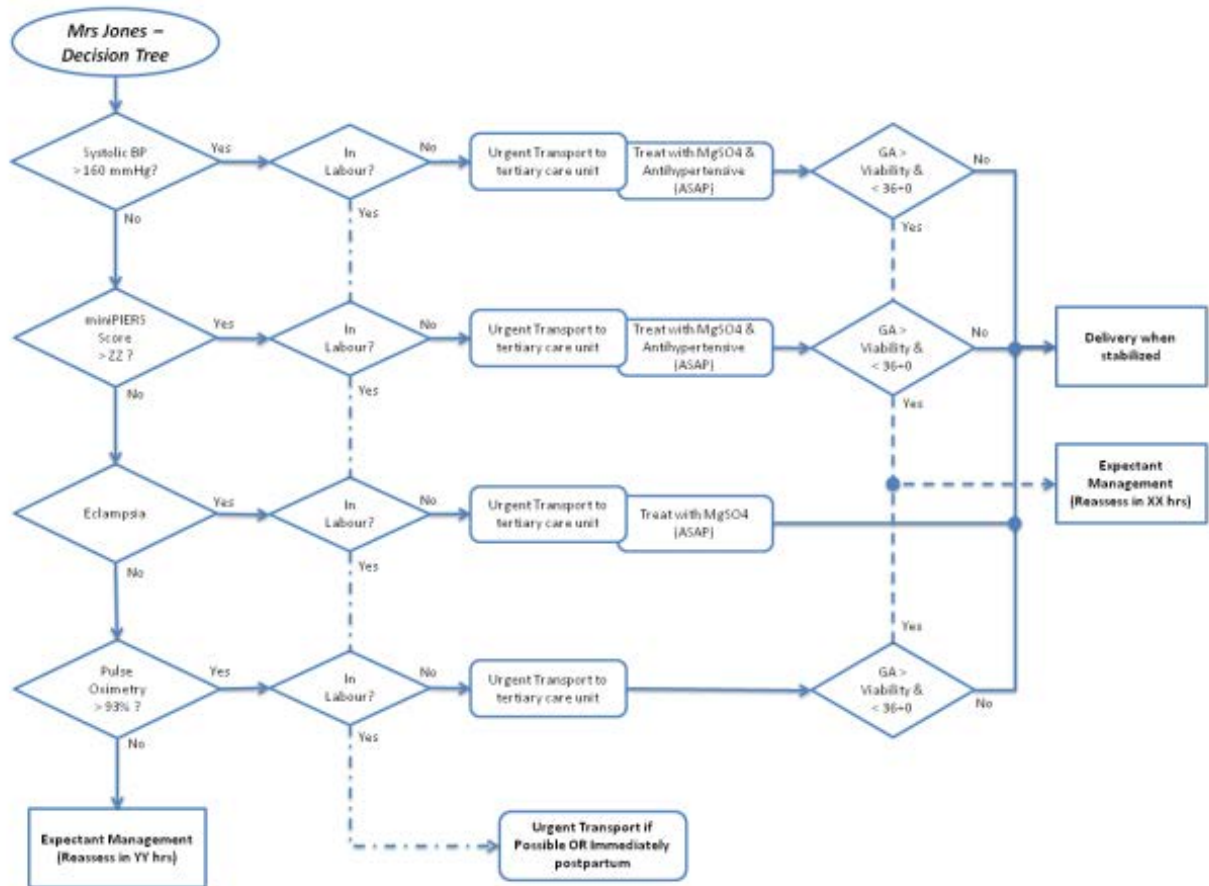 Mrs Jones –
Decision Tree
Systolic BP
> 160 mmHg?
Yes
No
In
Labour?
No
Yes
Urgent Transport to
tertiary care unit
Treat with MgSO4 &
Antihypertensive
(ASAP)
GA >
Viability &
< 36+0
No
Yes
miniPIERS
Score
> ZZ ?
Yes
No
In
Labour?
No
Yes
Urgent Transport to
tertiary care unit
Treat with MgSO4 &
Antihypertensive
(ASAP)
GA >
Viability &
< 36+0
No
Yes
Delivery when
stabilized
Expectant
Management
(Reassess in XX hrs)
Eclampsia
Yes
No
In
Labour?
No
Yes
Urgent Transport to
tertiary care unit
Treat with MgSO4
(ASAP)
Pulse
Oximetry
> 93% ?
Yes
No
In
Labour?
No
Yes
Urgent Transport to
tertiary care unit
Yes
GA >
Viability &
< 36+0
No
Expectant Management
(Reassess in YY hrs)
Urgent Transport if
Possible OR Immediately
postpartum